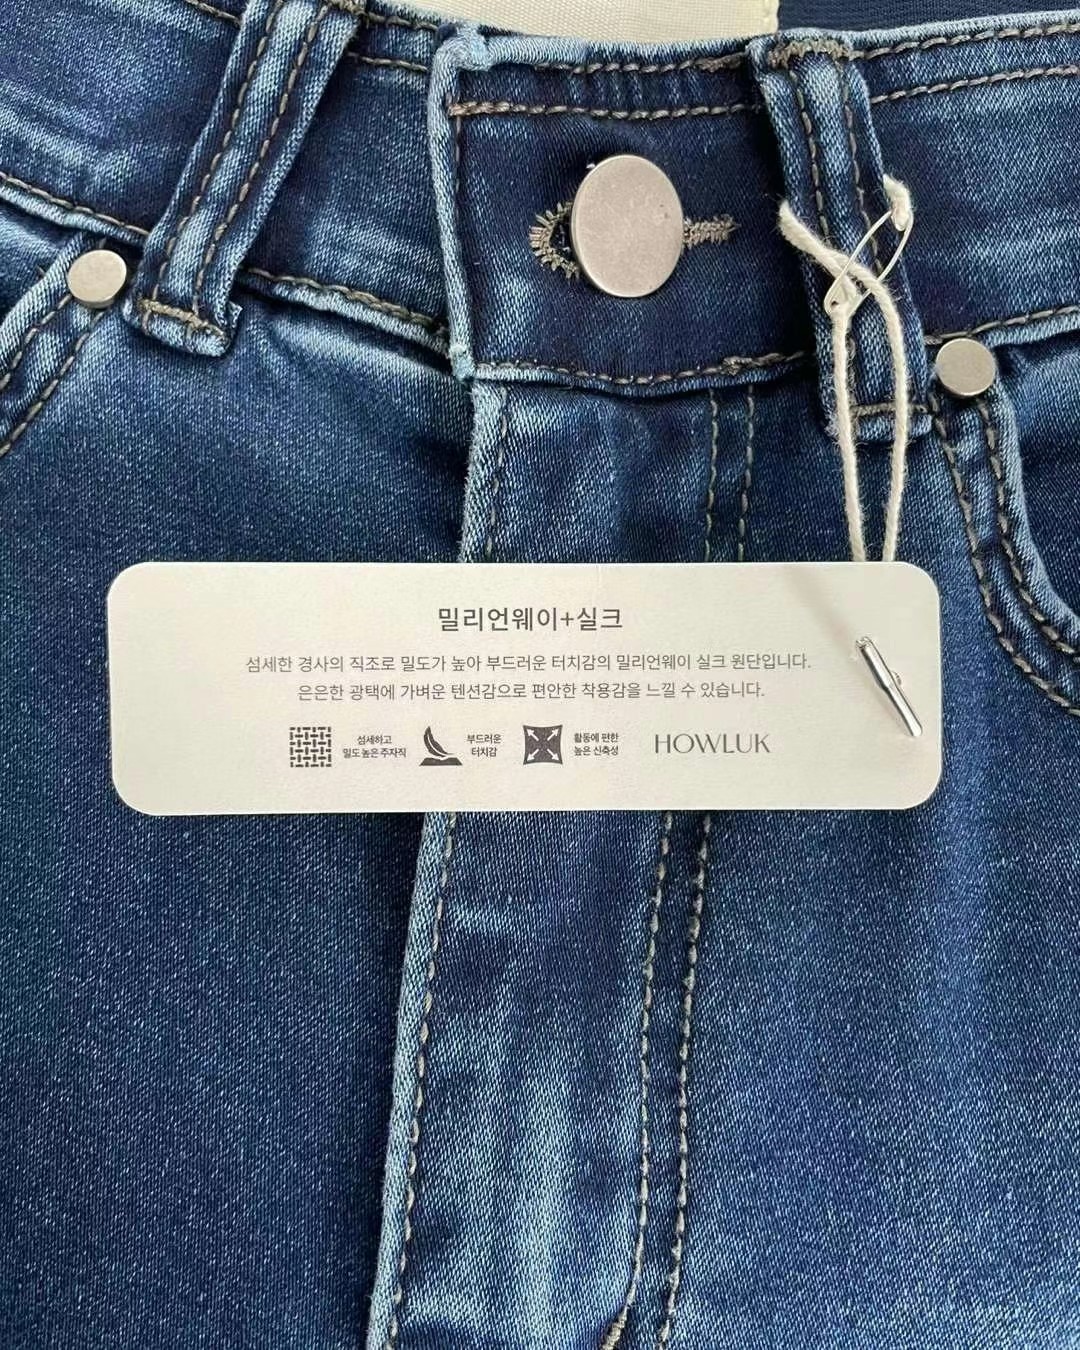 밀리언웨이+실크
섬세한 경사의 직조로 밀도가 높아 부드러운 터치감의 밀리언웨이 실크 원단입니다.
은은한 광택에 가벼운 텐션감으로 편안한 착용감을 느낄 수 있습니다.
섬세하고
밀도 높은 주자직
부드러운
터치감
활동에 편한
높은 신축성
HOWLUK